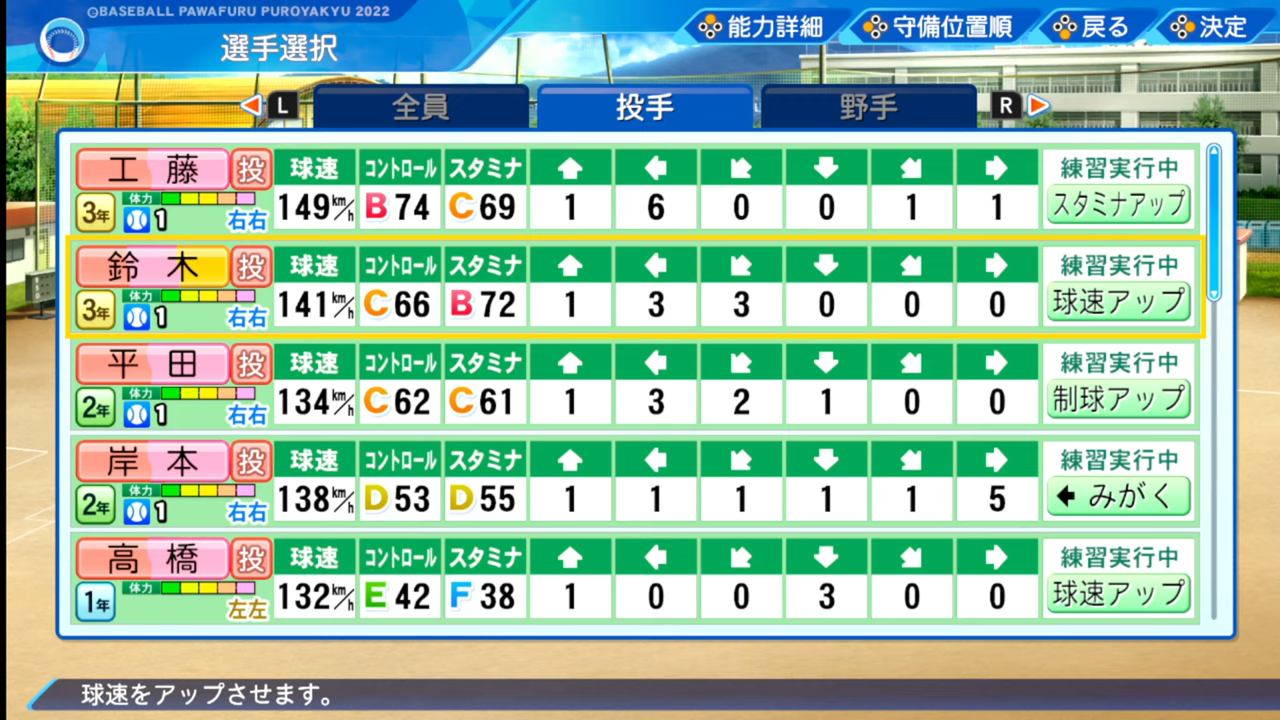 ©BASEBALL PAWAFURU PUROYAKYU 2022
選手選択
能力詳細 守備位置順 戻る 決定
L 全員 投手 野手 R
工藤 投 球速 コントロール スタミナ ↑ ← ↙ ↓ ↘ → 練習実行中
3年 体力 1 右右 149km/h B 74 C 69 1 6 0 0 1 1 スタミナアップ
鈴木 投 球速 コントロール スタミナ ↑ ← ↙ ↓ ↘ → 練習実行中
3年 体力 1 右右 141km/h C 66 B 72 1 3 3 0 0 0 球速アップ
平田 投 球速 コントロール スタミナ ↑ ← ↙ ↓ ↘ → 練習実行中
2年 体力 1 右右 134km/h C 62 C 61 1 3 2 1 0 0 制球アップ
岸本 投 球速 コントロール スタミナ ↑ ← ↙ ↓ ↘ → 練習実行中
2年 体力 1 右右 138km/h D 53 D 55 1 1 1 1 1 5 ←みがく
高橋 投 球速 コントロール スタミナ ↑ ← ↙ ↓ ↘ → 練習実行中
1年 体力 左左 132km/h E 42 F 38 1 0 0 3 0 0 球速アップ
球速をアップさせます。